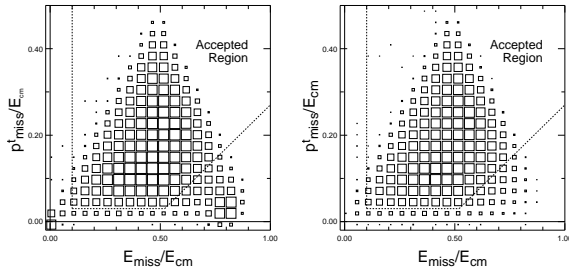 0.40
0.20
0.00
0.00
0.50
1.00
Accepted
Region
p^t_miss/E_cm
E_miss/E_cm
0.40
0.20
0.00
0.00
0.50
1.00
Accepted
Region
p^t_miss/E_cm
E_miss/E_cm